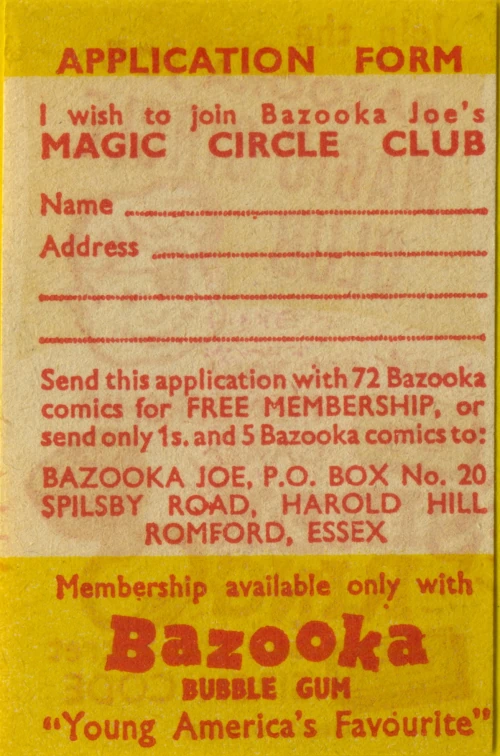 APPLICATION FORM
I wish to join Bazooka Joe's
MAGIC CIRCLE CLUB
Name
Address
Send this application with 72 Bazooka
comics for FREE MEMBERSHIP, or
send only 1s. and 5 Bazooka comics to:
BAZOOKA JOE, P.O. BOX No. 20
SPILSBY ROAD, HAROLD HILL
ROMFORD, ESSEX
Membership available only with
Bazooka
BUBBLE GUM
"Young America's Favourite"